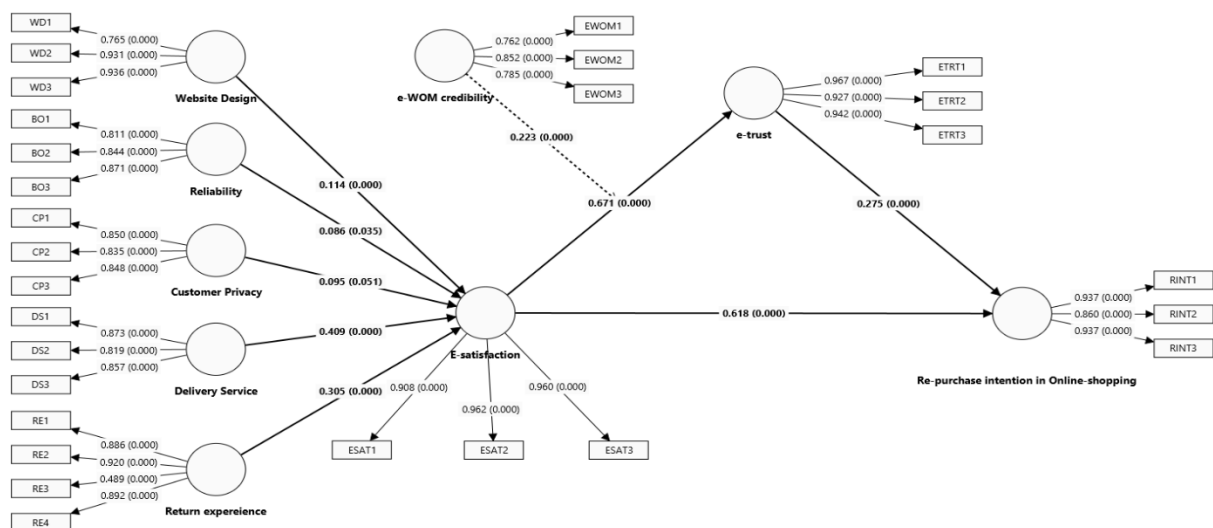 WD1
0.765 (0.000)
WD2
0.931 (0.000)
0.936 (0.000)
WD3
Website Design
BO1
0.811 (0.000)
BO2
0.844 (0.000)
0.871 (0.000)
BO3
Reliability
CP1
0.850 (0.000)
CP2
0.835 (0.000)
0.848 (0.000)
CP3
Customer Privacy
DS1
0.873 (0.000)
DS2
0.819 (0.000)
0.857 (0.000)
DS3
Delivery Service
RE1
0.886 (0.000)
RE2
0.920 (0.000)
RE3
0.489 (0.000)
0.892 (0.000)
RE4
Return expereience
0.114 (0.000)
0.086 (0.035)
0.095 (0.051)
0.409 (0.000)
0.305 (0.000)
e-WOM credibility
0.762 (0.000)
EWOM1
0.852 (0.000)
EWOM2
0.785 (0.000)
EWOM3
0.223 (0.000)
0.671 (0.000)
E-satisfaction
0.908 (0.000)
0.962 (0.000)
0.960 (0.000)
ESAT1
ESAT2
ESAT3
e-trust
0.967 (0.000)
ETRT1
0.927 (0.000)
ETRT2
0.942 (0.000)
ETRT3
0.275 (0.000)
0.618 (0.000)
Re-purchase intention in Online-shopping
0.937 (0.000)
RINT1
0.860 (0.000)
RINT2
0.937 (0.000)
RINT3